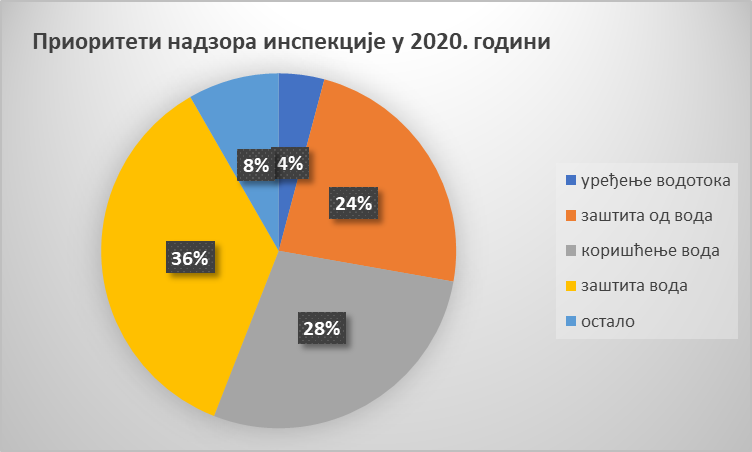 Приоритети надзора инспекције у 2020. години
8%
4%
24%
36%
28%
уређење водотока
заштита од вода
коришћење вода
заштита вода
остало